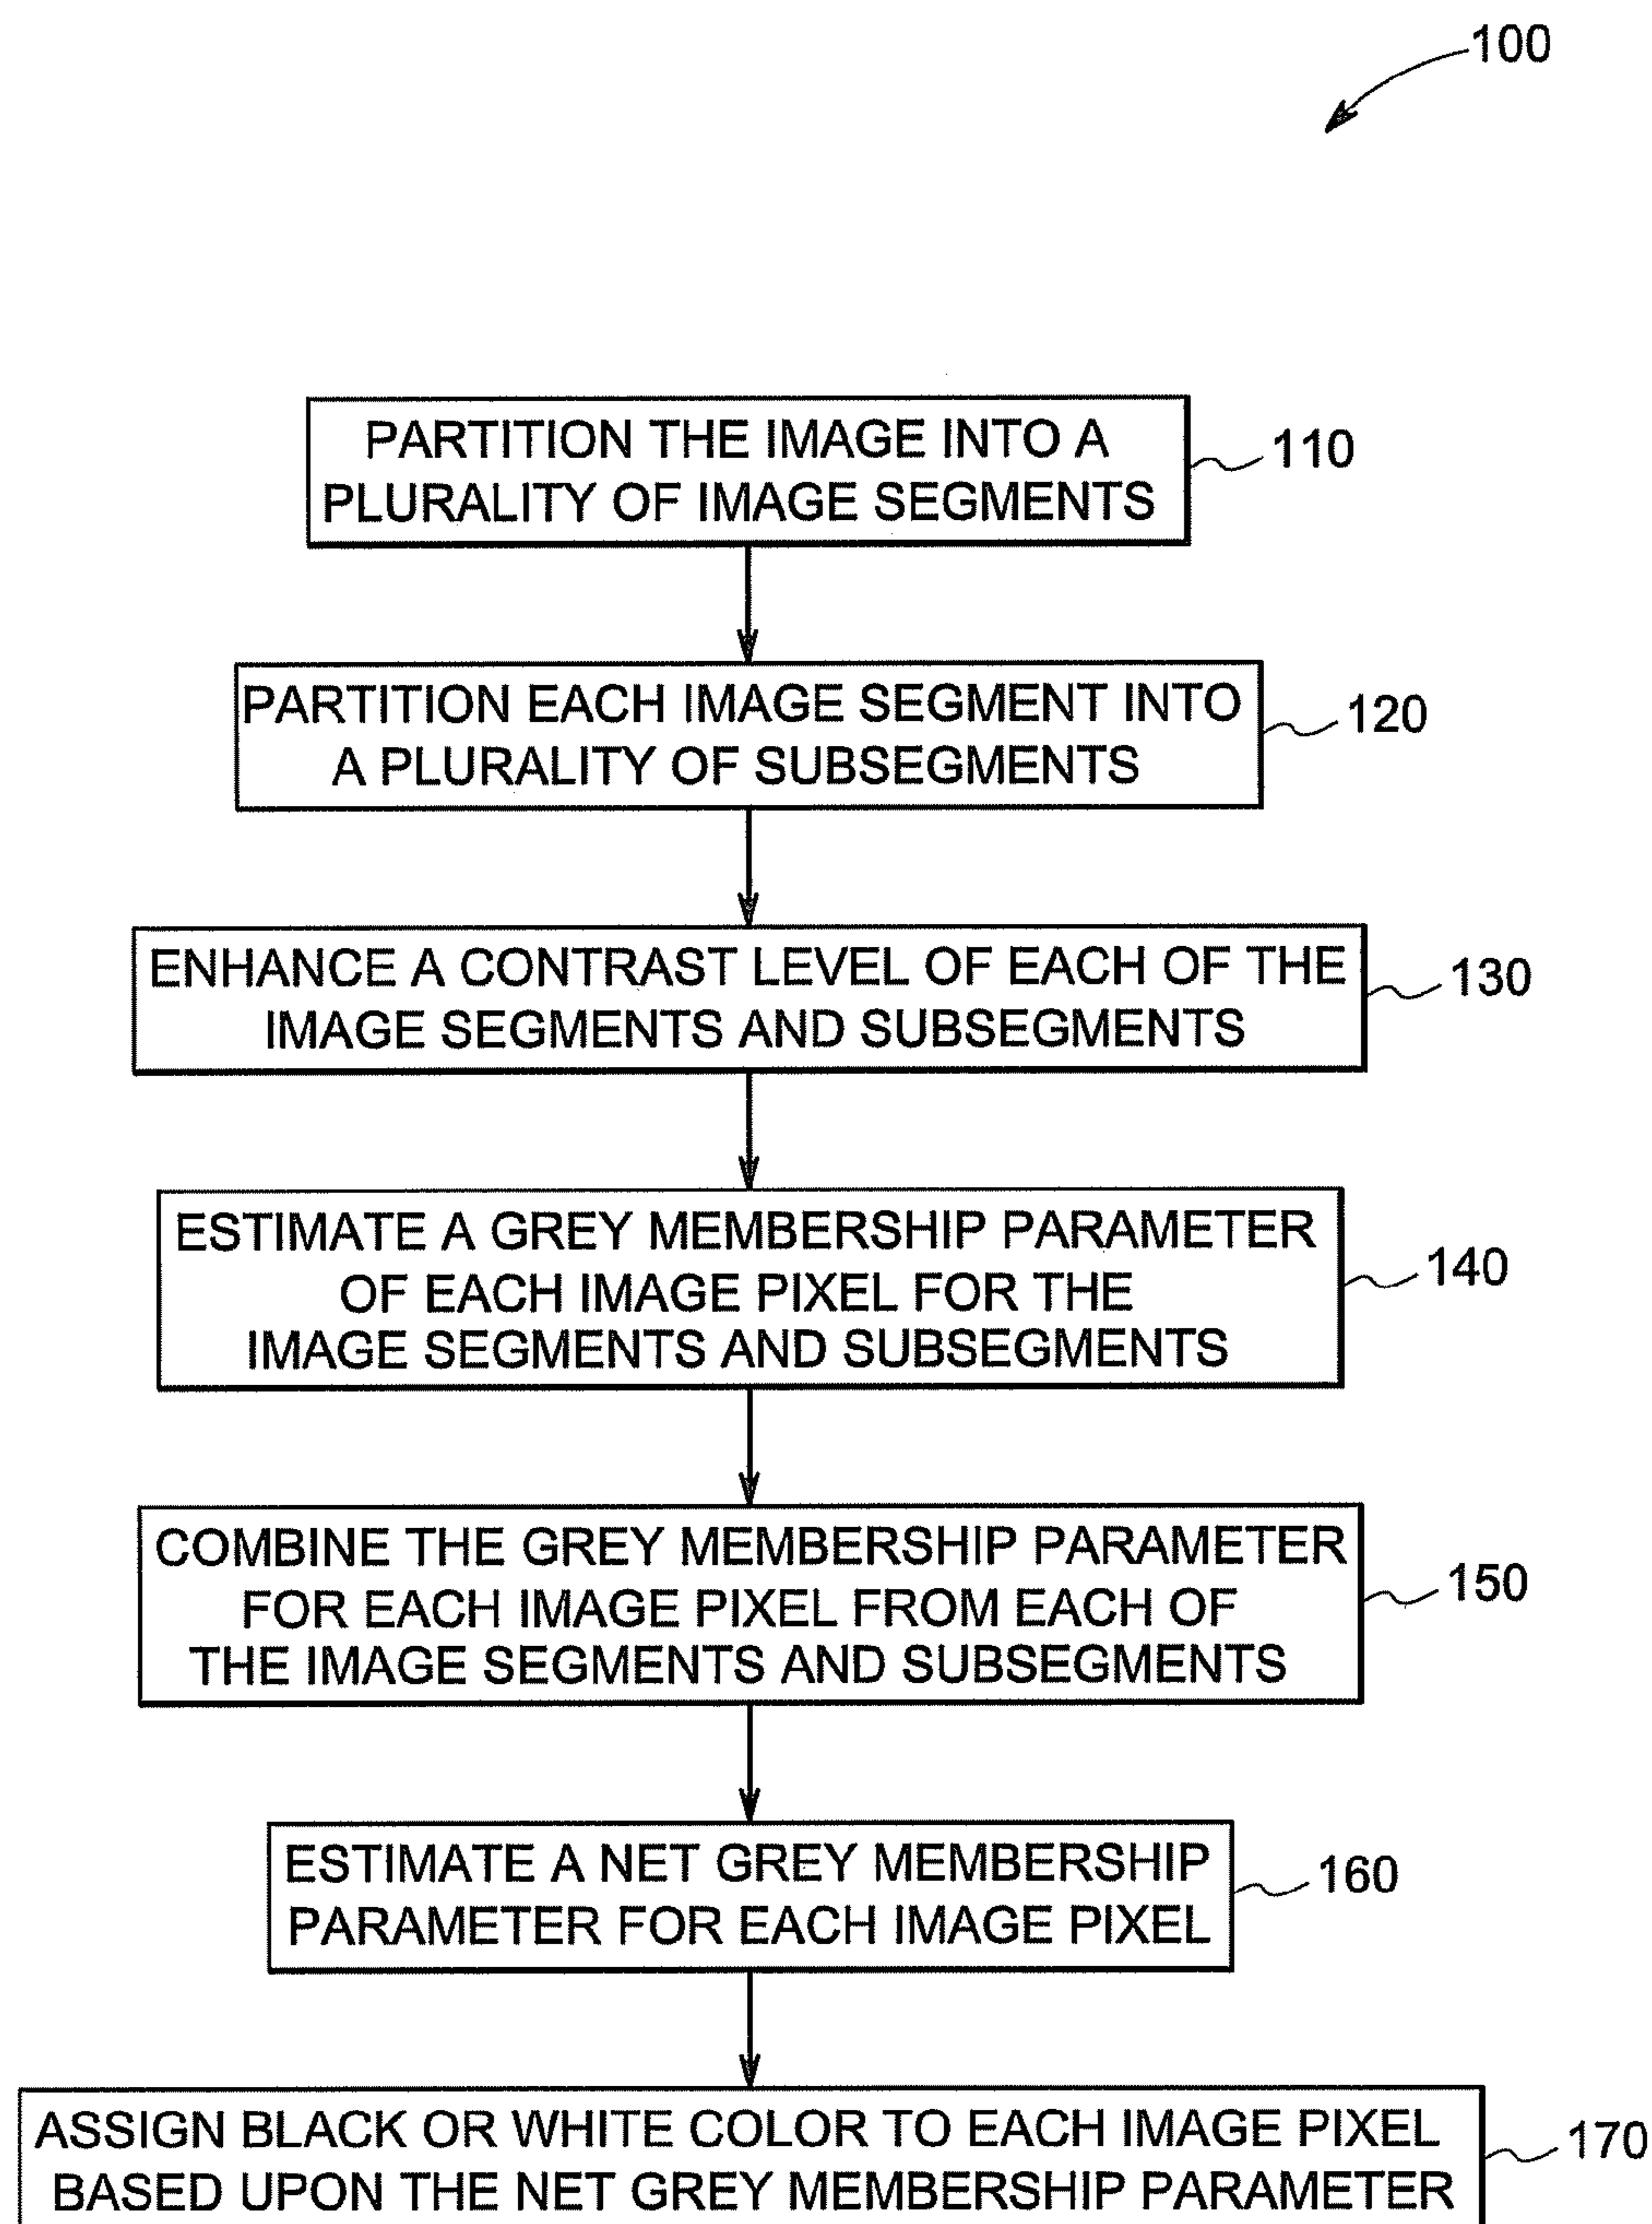 100
PARTITION THE IMAGE INTO A
PLURALITY OF IMAGE SEGMENTS
110
PARTITION EACH IMAGE SEGMENT INTO
A PLURALITY OF SUBSEGMENTS
120
ENHANCE A CONTRAST LEVEL OF EACH OF THE
IMAGE SEGMENTS AND SUBSEGMENTS
130
ESTIMATE A GREY MEMBERSHIP PARAMETER
OF EACH IMAGE PIXEL FOR THE
IMAGE SEGMENTS AND SUBSEGMENTS
140
COMBINE THE GREY MEMBERSHIP PARAMETER
FOR EACH IMAGE PIXEL FROM EACH OF
THE IMAGE SEGMENTS AND SUBSEGMENTS
150
ESTIMATE A NET GREY MEMBERSHIP
PARAMETER FOR EACH IMAGE PIXEL
160
ASSIGN BLACK OR WHITE COLOR TO EACH IMAGE PIXEL
BASED UPON THE NET GREY MEMBERSHIP PARAMETER
170